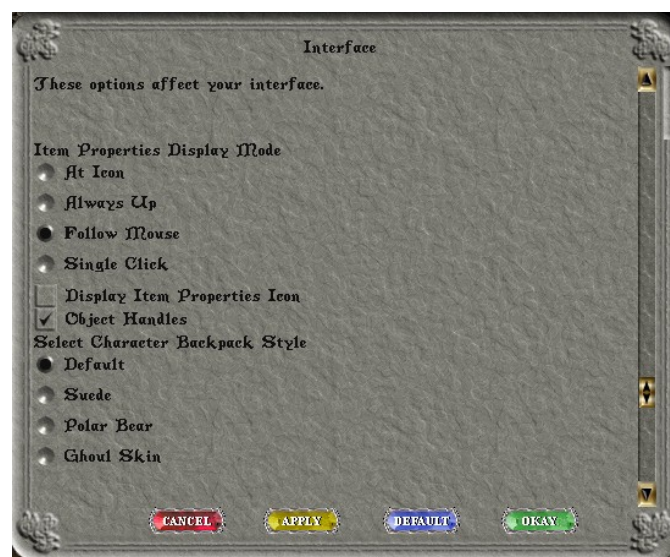 Interface
These options affect your interface.
Item Properties Display Mode
At Icon
Always Up
Follow Mouse
Single Click
Display Item Properties Icon
Object Handles
Select Character Backpack Style
Default
Suede
Polar Bear
Ghoul Skin
CANCEL APPLY DEFAULT OKAY